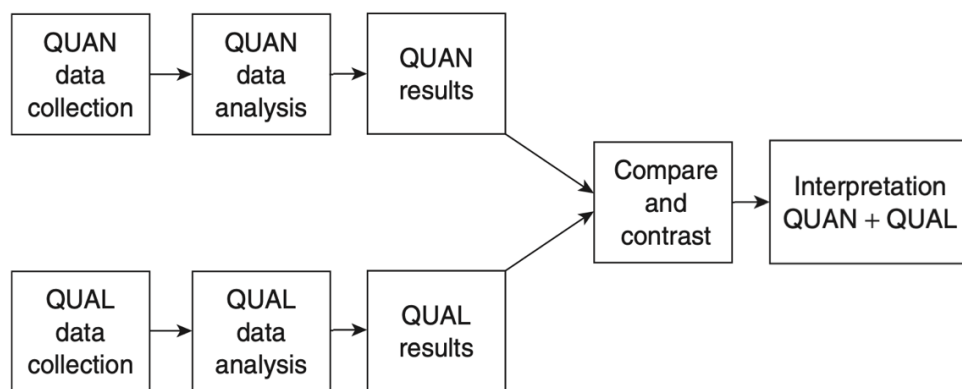 QUAN
data
collection
QUAN
data
analysis
QUAN
results
Compare
and
contrast
Interpretation
QUAN + QUAL
QUAL
data
collection
QUAL
data
analysis
QUAL
results